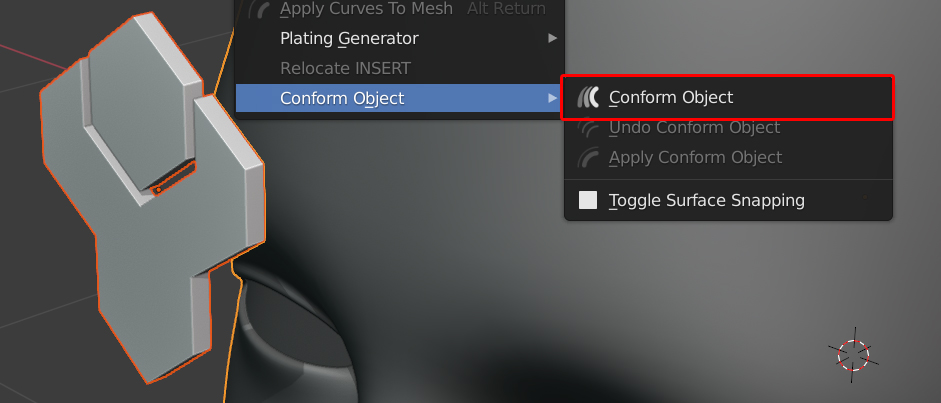 Apply Curves To Mesh Alt Return
Plating Generator
Relocate INSERT
Conform Object
Conform Object
Undo Conform Object
Apply Conform Object
Toggle Surface Snapping